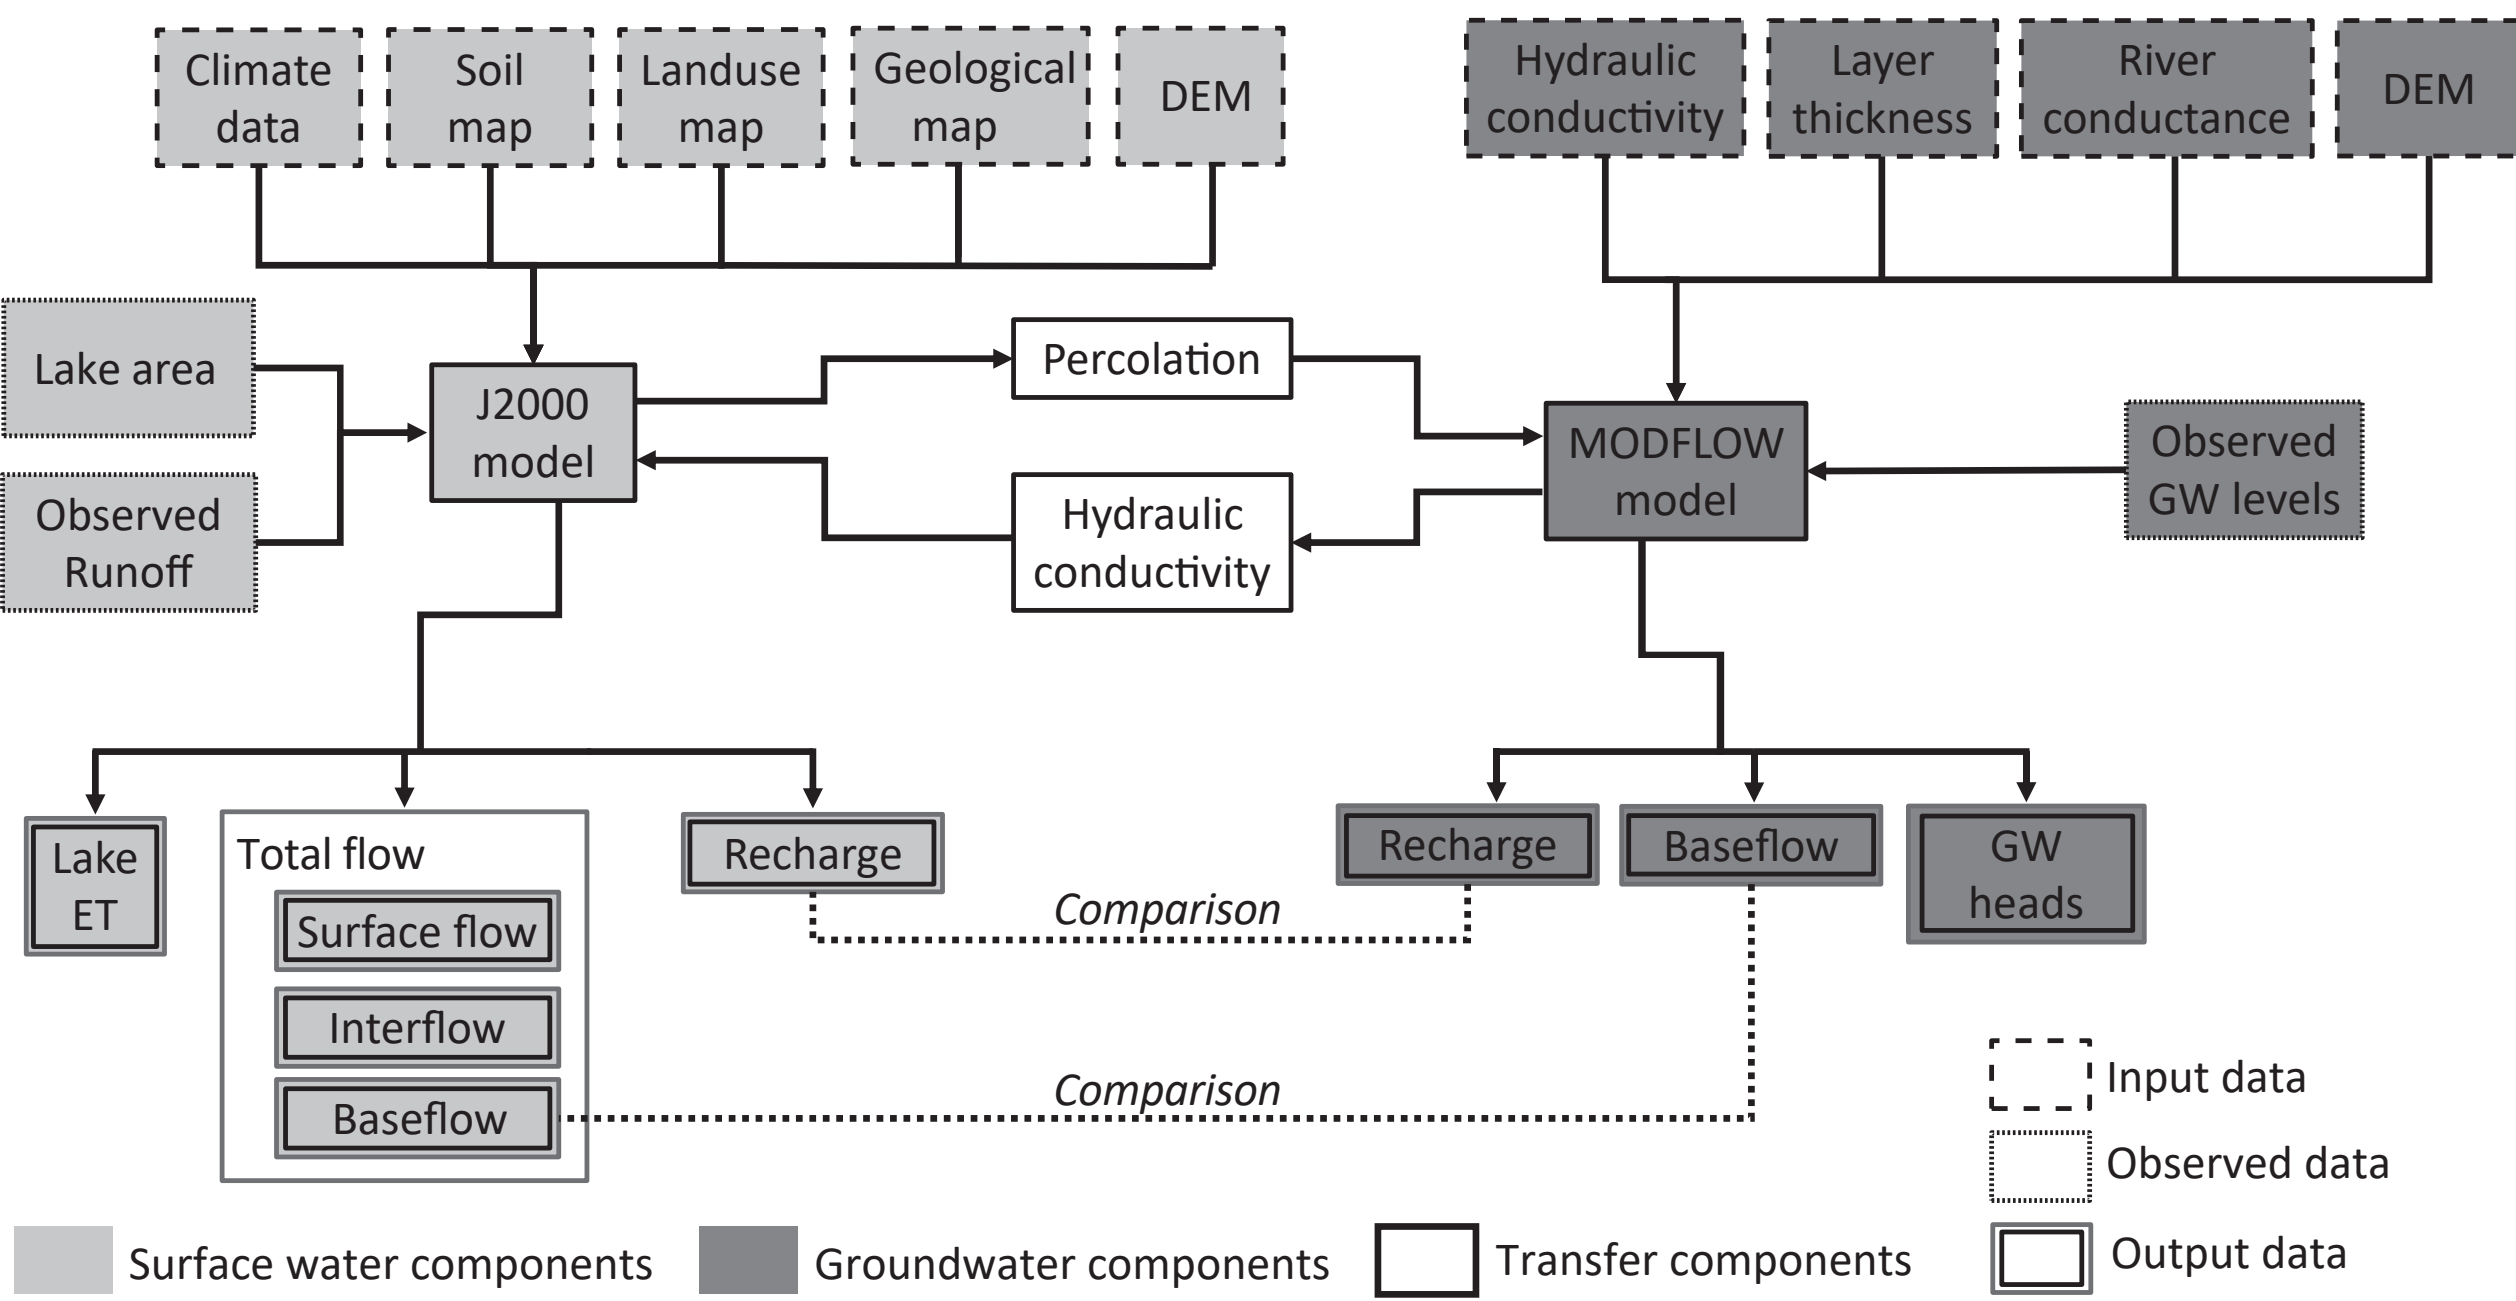 Climate
data
Soil
map
Landuse
map
Geological
map
DEM
Hydraulic
conductivity
Layer
thickness
River
conductance
DEM
Lake area
Observed
Runoff
J2000
model
Percolation
Hydraulic
conductivity
MODFLOW
model
Observed
GW levels
Lake
ET
Total flow
Surface flow
Interflow
Baseflow
Recharge
Comparison
Comparison
Recharge
Baseflow
GW
heads
Input data
Observed data
Output data
Surface water components
Groundwater components
Transfer components